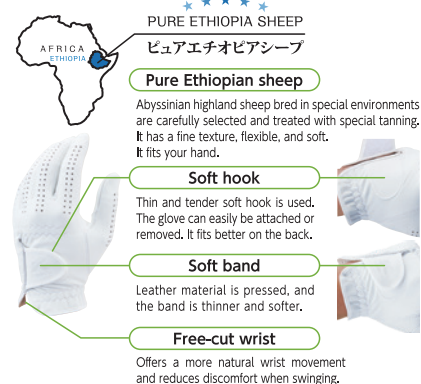 PURE ETHIOPIA SHEEP
ピュアエチオピアシープ
AFRICA
ETHIOPIA
Pure Ethiopian sheep
Abyssinian highland sheep bred in special environments
are carefully selected and treated with special tanning.
It has a fine texture, flexible, and soft.
It fits your hand.
Soft hook
Thin and tender soft hook is used.
The glove can easily be attached or
removed. It fits better on the back.
Soft band
Leather material is pressed, and
the band is thinner and softer.
Free-cut wrist
Offers a more natural wrist movement
and reduces discomfort when swinging.